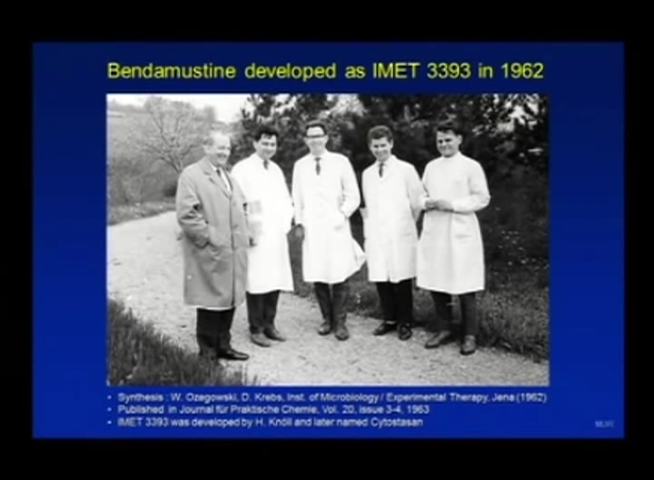 Bendamustine developed as IMET 3393 in 1962
• Synthesis : W. Ozegowski, D. Krebs, Inst. of Microbiology / Experimental Therapy, Jena (1962)
• Published in Journal für Praktische Chemie, Vol. 20, issue 3-4, 1963
• IMET 3393 was developed by H. Knöll and later named Cytostasan